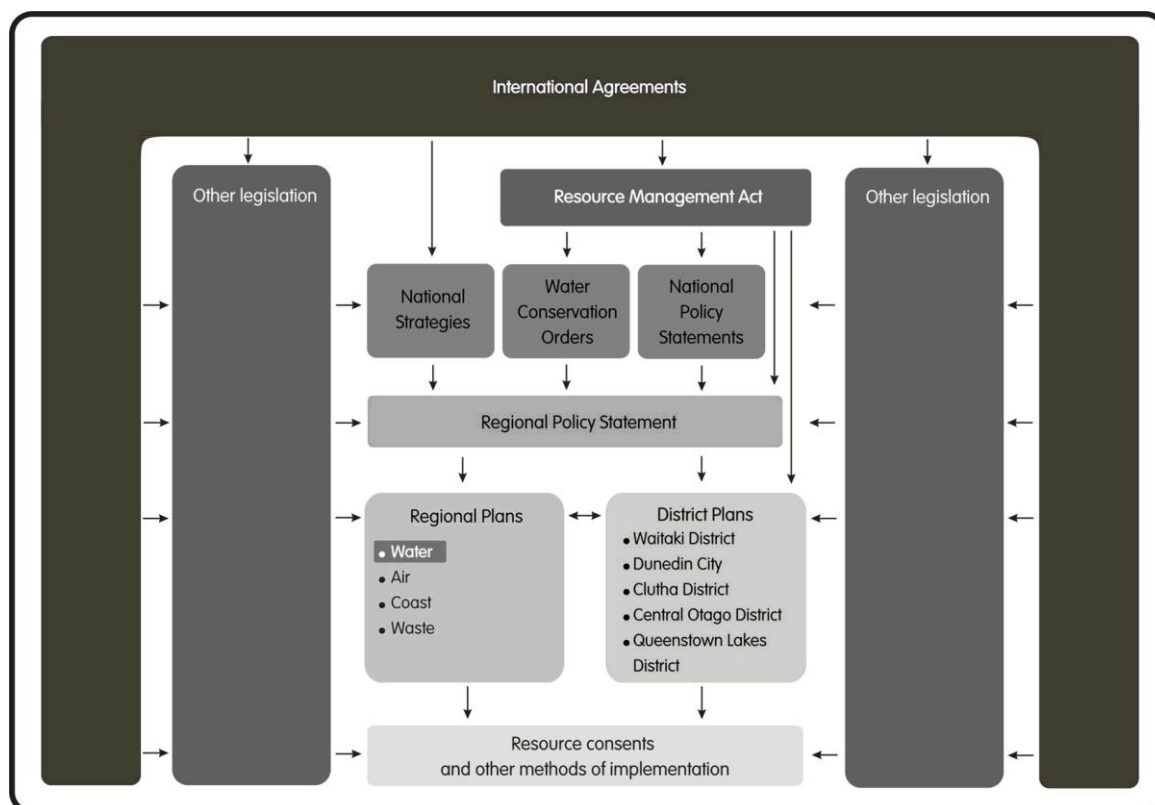 International Agreements
Other legislation
Resource Management Act
Other legislation
National
Strategies
Water
Conservation
Orders
National
Policy
Statements
Regional Policy Statement
Regional Plans
• Water
• Air
• Coast
• Waste
District Plans
• Waitaki District
• Dunedin City
• Clutha District
• Central Otago District
• Queenstown Lakes
District
Resource consents
and other methods of implementation